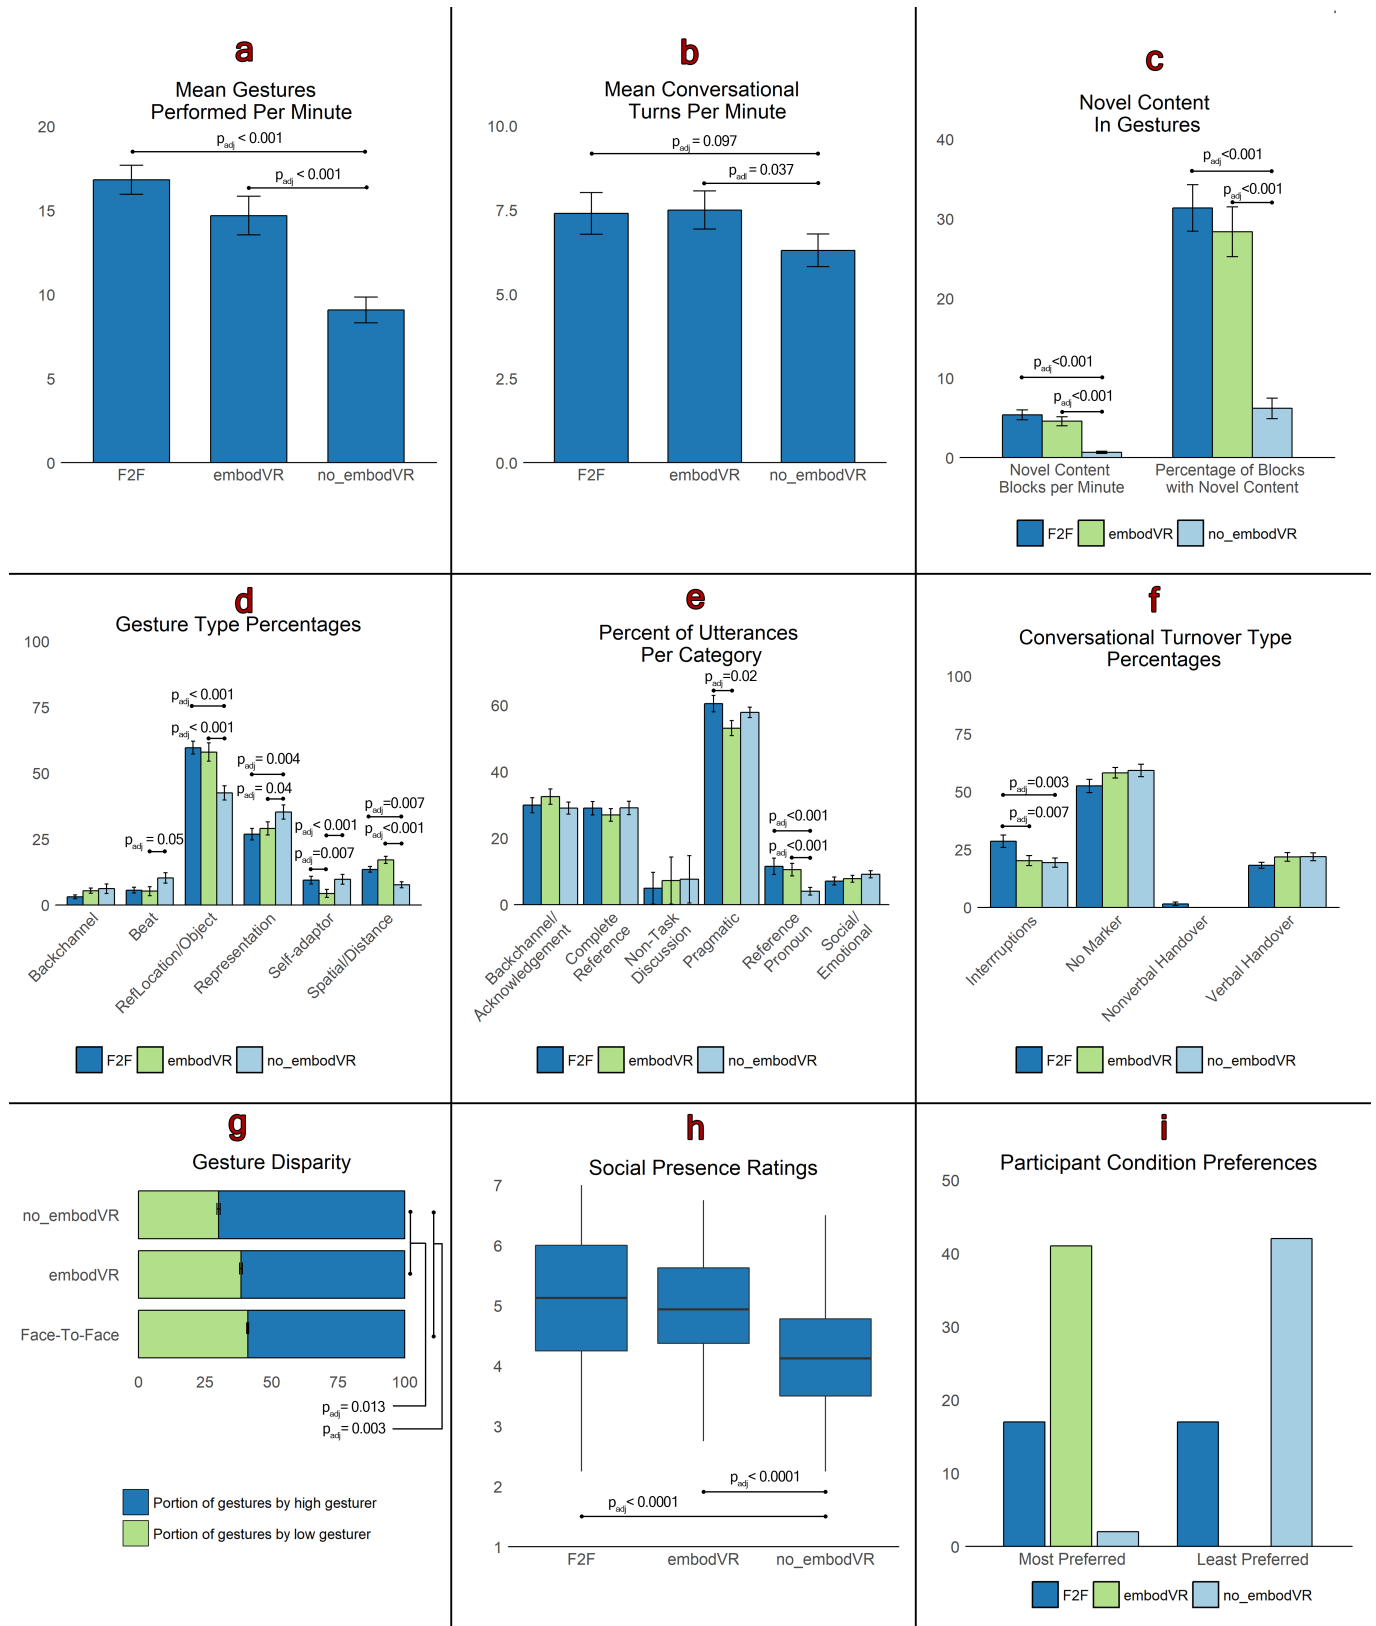 a
Mean Gestures
Performed Per Minute
20
15
10
5
0
padj < 0.001
padj < 0.001
F2F
embodVR
no_embodVR
b
Mean Conversational
Turns Per Minute
10.0
7.5
5.0
2.5
0.0
padj = 0.097
padj = 0.037
F2F
embodVR
no_embodVR
c
Novel Content
In Gestures
40
30
20
10
0
padj<0.001
padj<0.001
padj<0.001
padj<0.001
Novel Content
Blocks per Minute
Percentage of Blocks
with Novel Content
F2F
embodVR
no_embodVR
d
Gesture Type Percentages
100
75
50
25
0
padj< 0.001
padj< 0.001
padj= 0.004
padj= 0.04
padj = 0.05
padj< 0.001
padj=0.007
padj=0.007
padj<0.001
Backchannel
Beat
RefLocation/Object
Representation
Self-adaptor
Spatial/Distance
F2F
embodVR
no_embodVR
e
Percent of Utterances
Per Category
60
40
20
0
padj=0.02
padj<0.001
padj<0.001
Backchannel/
Acknowledgement
Complete
Reference
Non-Task
Discussion
Pragmatic
Reference
Pronoun
Social/
Emotional
F2F
embodVR
no_embodVR
f
Conversational Turnover Type
Percentages
100
75
50
25
0
padj=0.003
padj=0.007
Interrruptions
No Marker
Nonverbal Handover
Verbal Handover
F2F
embodVR
no_embodVR
g
Gesture Disparity
no_embodVR
embodVR
Face-To-Face
0
25
50
75
100
padj= 0.013
padj= 0.003
Portion of gestures by high gesturer
Portion of gestures by low gesturer
h
Social Presence Ratings
7
6
5
4
3
2
1
padj< 0.0001
padj< 0.0001
F2F
embodVR
no_embodVR
i
Participant Condition Preferences
50
40
30
20
10
0
Most Preferred
Least Preferred
F2F
embodVR
no_embodVR